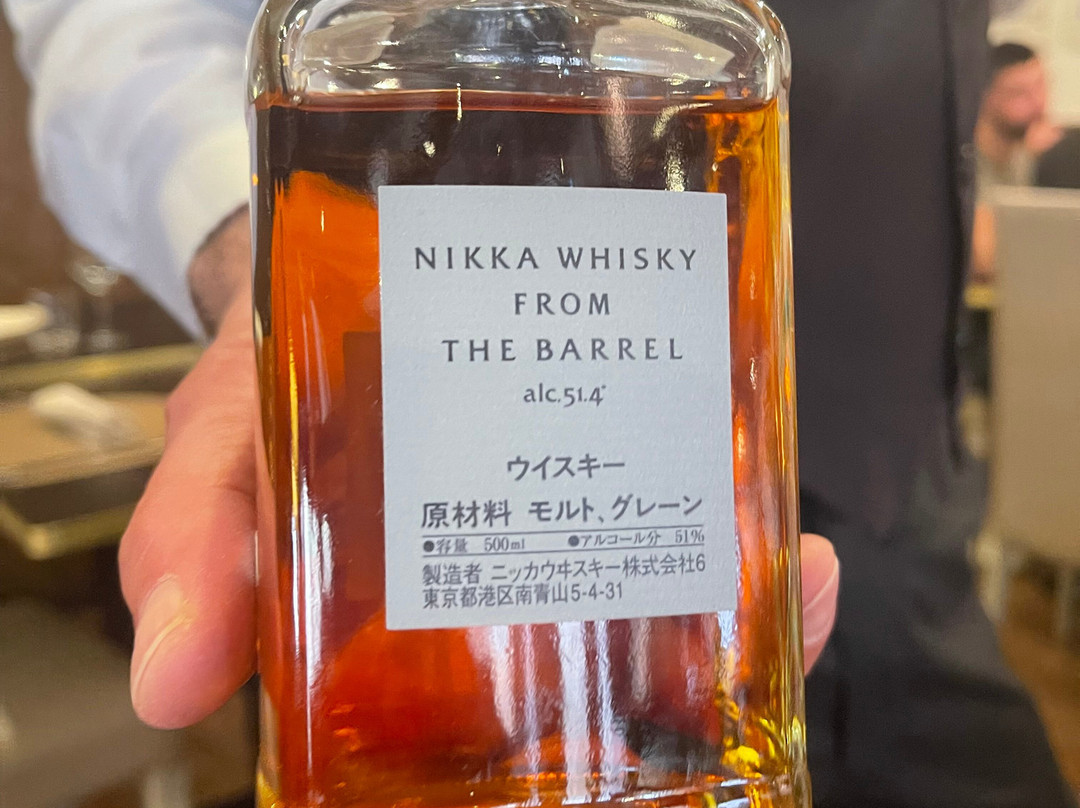 NIKKA WHISKY
FROM
THE BARREL
alc.51.4°
ウイスキー
原材料 モルト、グレーン
●容量 500ml ●アルコール分 51%
製造者 ニッカウヰスキー株式会社6
東京都港区南青山5-4-31